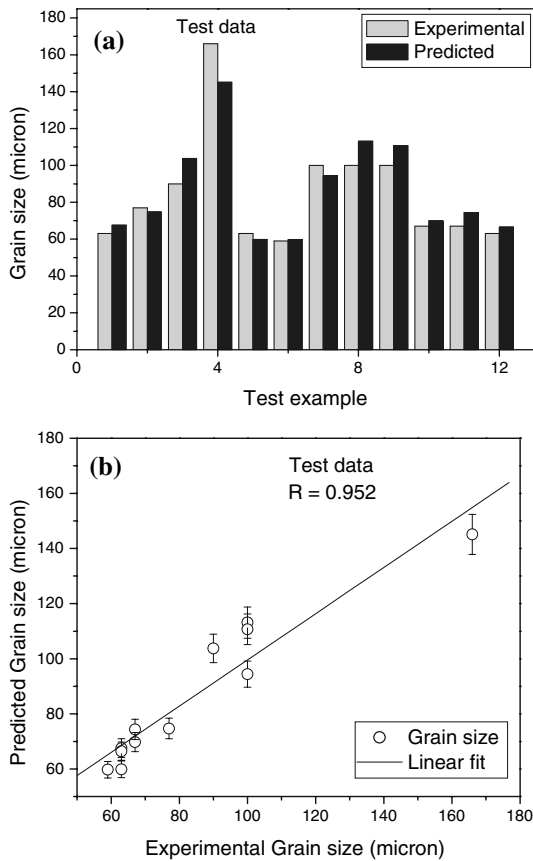 (a)
Test data
Experimental
Predicted
Grain size (micron)
180
160
140
120
100
80
60
40
20
0
0
4
8
12
Test example
(b)
Test data
R = 0.952
Predicted Grain size (micron)
180
160
140
120
100
80
60
Grain size
Linear fit
60
80
100
120
140
160
180
Experimental Grain size (micron)